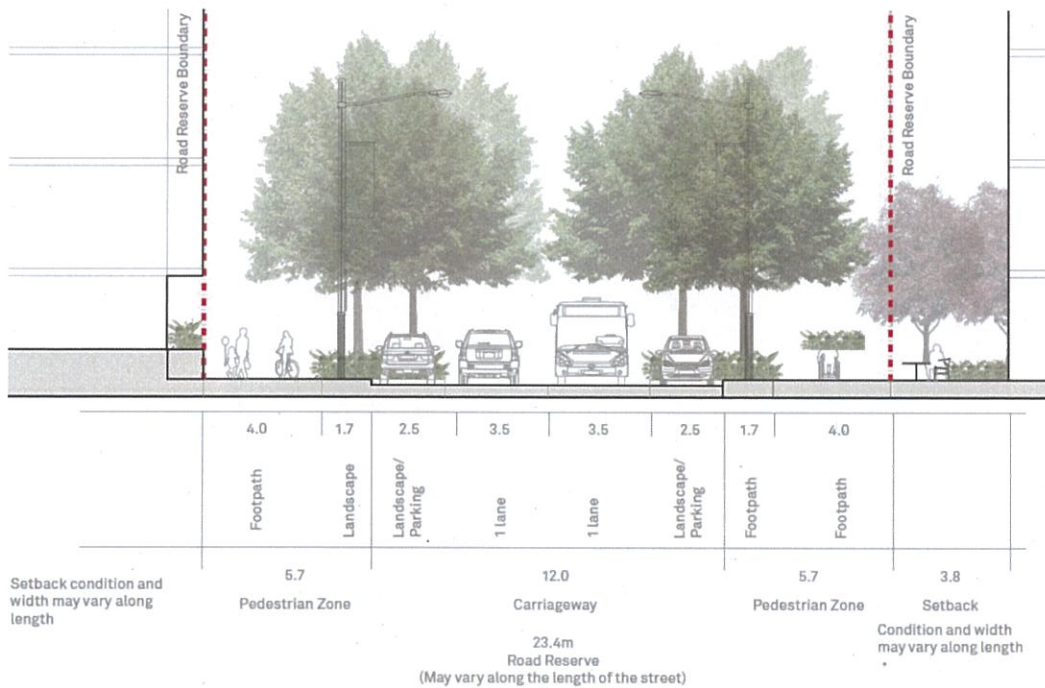 Road Reserve Boundary
Road Reserve Boundary
4.0
1.7
2.5
3.5
3.5
2.5
1.7
4.0
Footpath
Landscape
Landscape/
Parking
1 lane
1 lane
Landscape/
Parking
Footpath
Footpath
5.7
12.0
5.7
3.8
Setback condition and
width may vary along
length
Pedestrian Zone
Carriageway
Pedestrian Zone
Setback
Condition and width
may vary along length
23.4m
Road Reserve
(May vary along the length of the street)